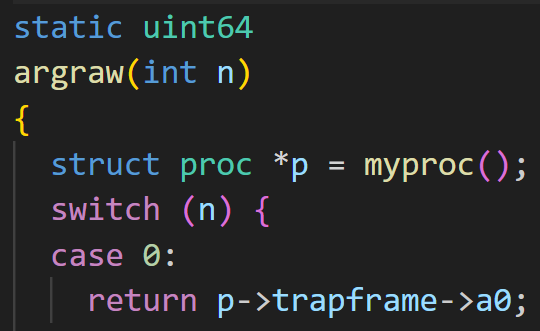 static uint64
argraw(int n)
{
  struct proc *p = myproc();
  switch (n) {
  case 0:
    return p->trapframe->a0;